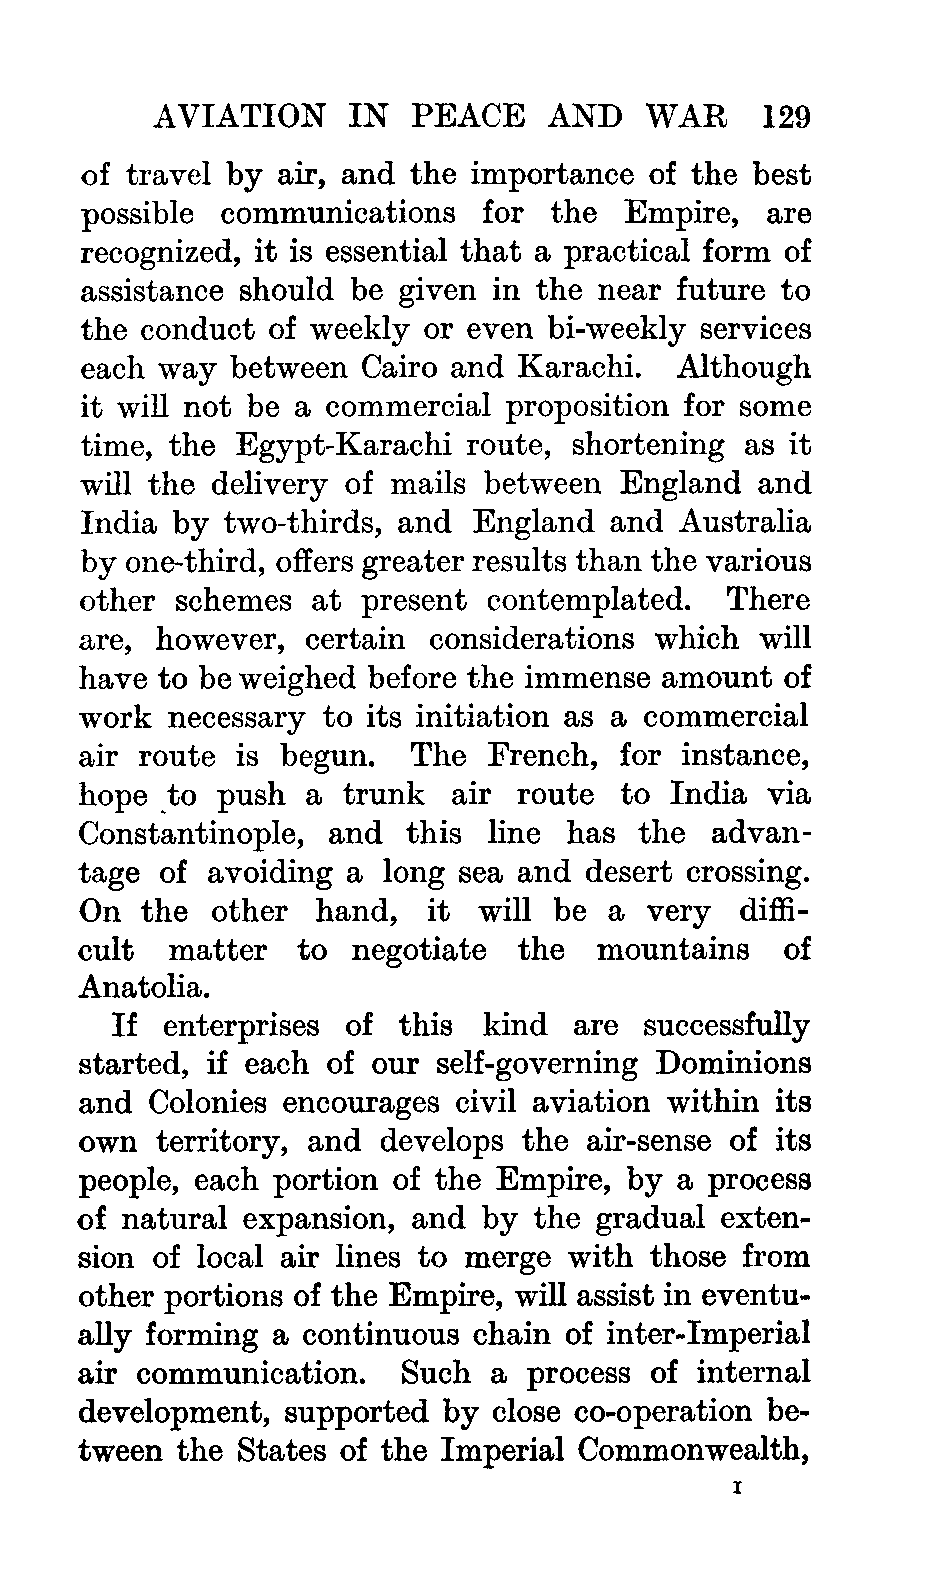 AVIATION IN PEACE AND WAR 129
of travel by air, and the importance of the best
possible communications for the Empire, are
recognized, it is essential that a practical form of
assistance should be given in the near future to
the conduct of weekly or even bi-weekly services
each way between Cairo and Karachi. Although
it will not be a commercial proposition for some
time, the Egypt-Karachi route, shortening as it
will the delivery of mails between England and
India by two-thirds, and England and Australia
by one-third, offers greater results than the various
other schemes at present contemplated. There
are, however, certain considerations which will
have to be weighed before the immense amount of
work necessary to its initiation as a commercial
air route is begun. The French, for instance,
hope to push a trunk air route to India via
Constantinople, and this line has the advan-
tage of avoiding a long sea and desert crossing.
On the other hand, it will be a very diffi-
cult matter to negotiate the mountains of
Anatolia.
If enterprises of this kind are successfully
started, if each of our self-governing Dominions
and Colonies encourages civil aviation within its
own territory, and develops the air-sense of its
people, each portion of the Empire, by a process
of natural expansion, and by the gradual exten-
sion of local air lines to merge with those from
other portions of the Empire, will assist in eventu-
ally forming a continuous chain of inter-Imperial
air communication. Such a process of internal
development, supported by close co-operation be-
tween the States of the Imperial Commonwealth,
I